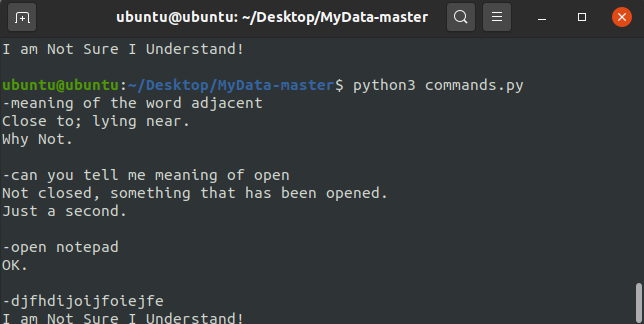 ubuntu@ubuntu: ~/Desktop/MyData-master
I am Not Sure I Understand!
ubuntu@ubuntu:~/Desktop/MyData-master$ python3 commands.py
-meaning of the word adjacent
Close to; lying near.
Why Not.
-can you tell me meaning of open
Not closed, something that has been opened.
Just a second.
-open notepad
OK.
-djfhdijoijfoiejfe
I am Not Sure I Understand!